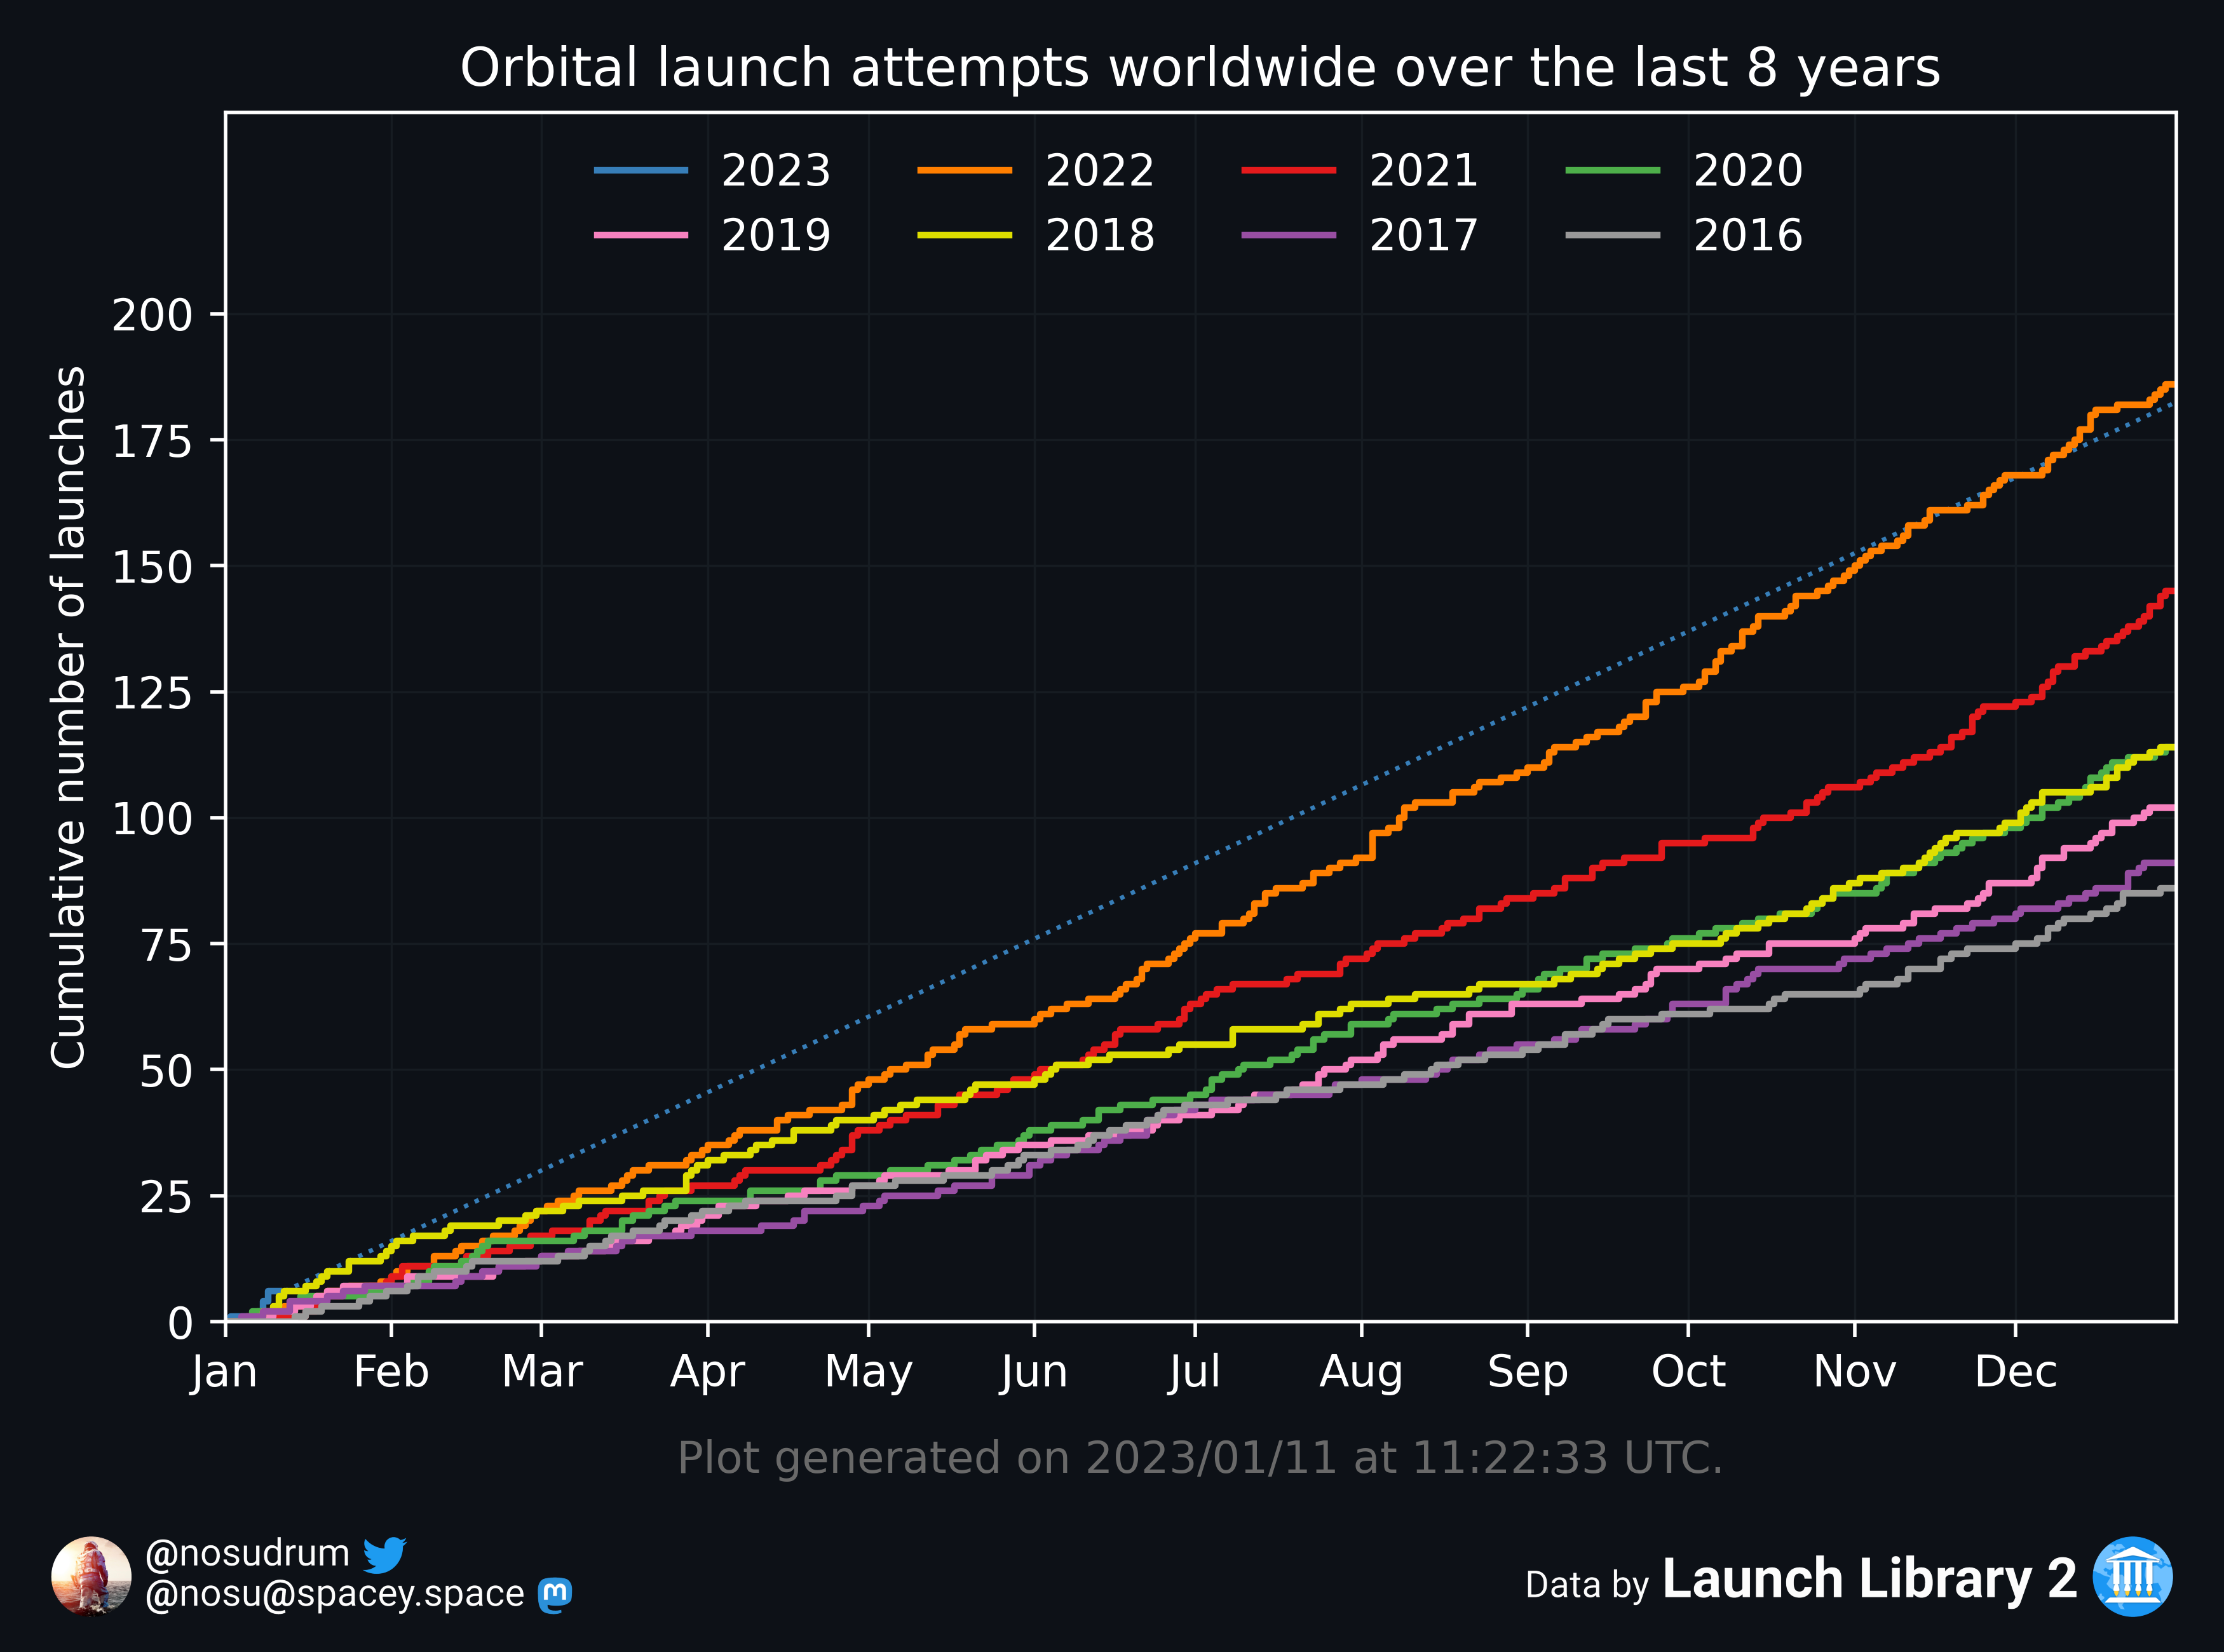 Orbital launch attempts worldwide over the last 8 years
2023 2022 2021 2020
2019 2018 2017 2016
Cumulative number of launches
200
175
150
125
100
75
50
25
0
Jan Feb Mar Apr May Jun Jul Aug Sep Oct Nov Dec
Plot generated on 2023/01/11 at 11:22:33 UTC.
@nosudrum
@nosu@spacey.space
Data by Launch Library 2